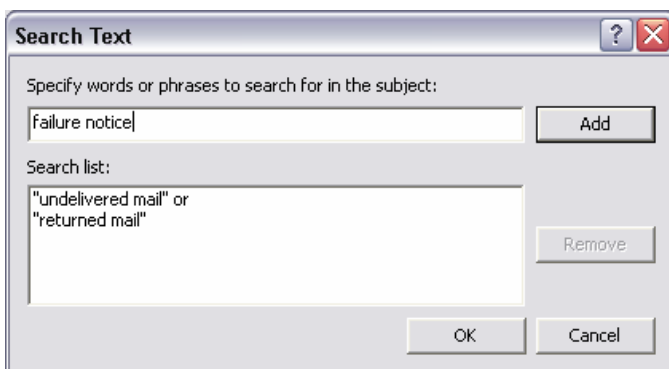 Search Text
Specify words or phrases to search for in the subject:
failure notice
Add
Search list:
"undelivered mail" or
"returned mail"
Remove
OK
Cancel